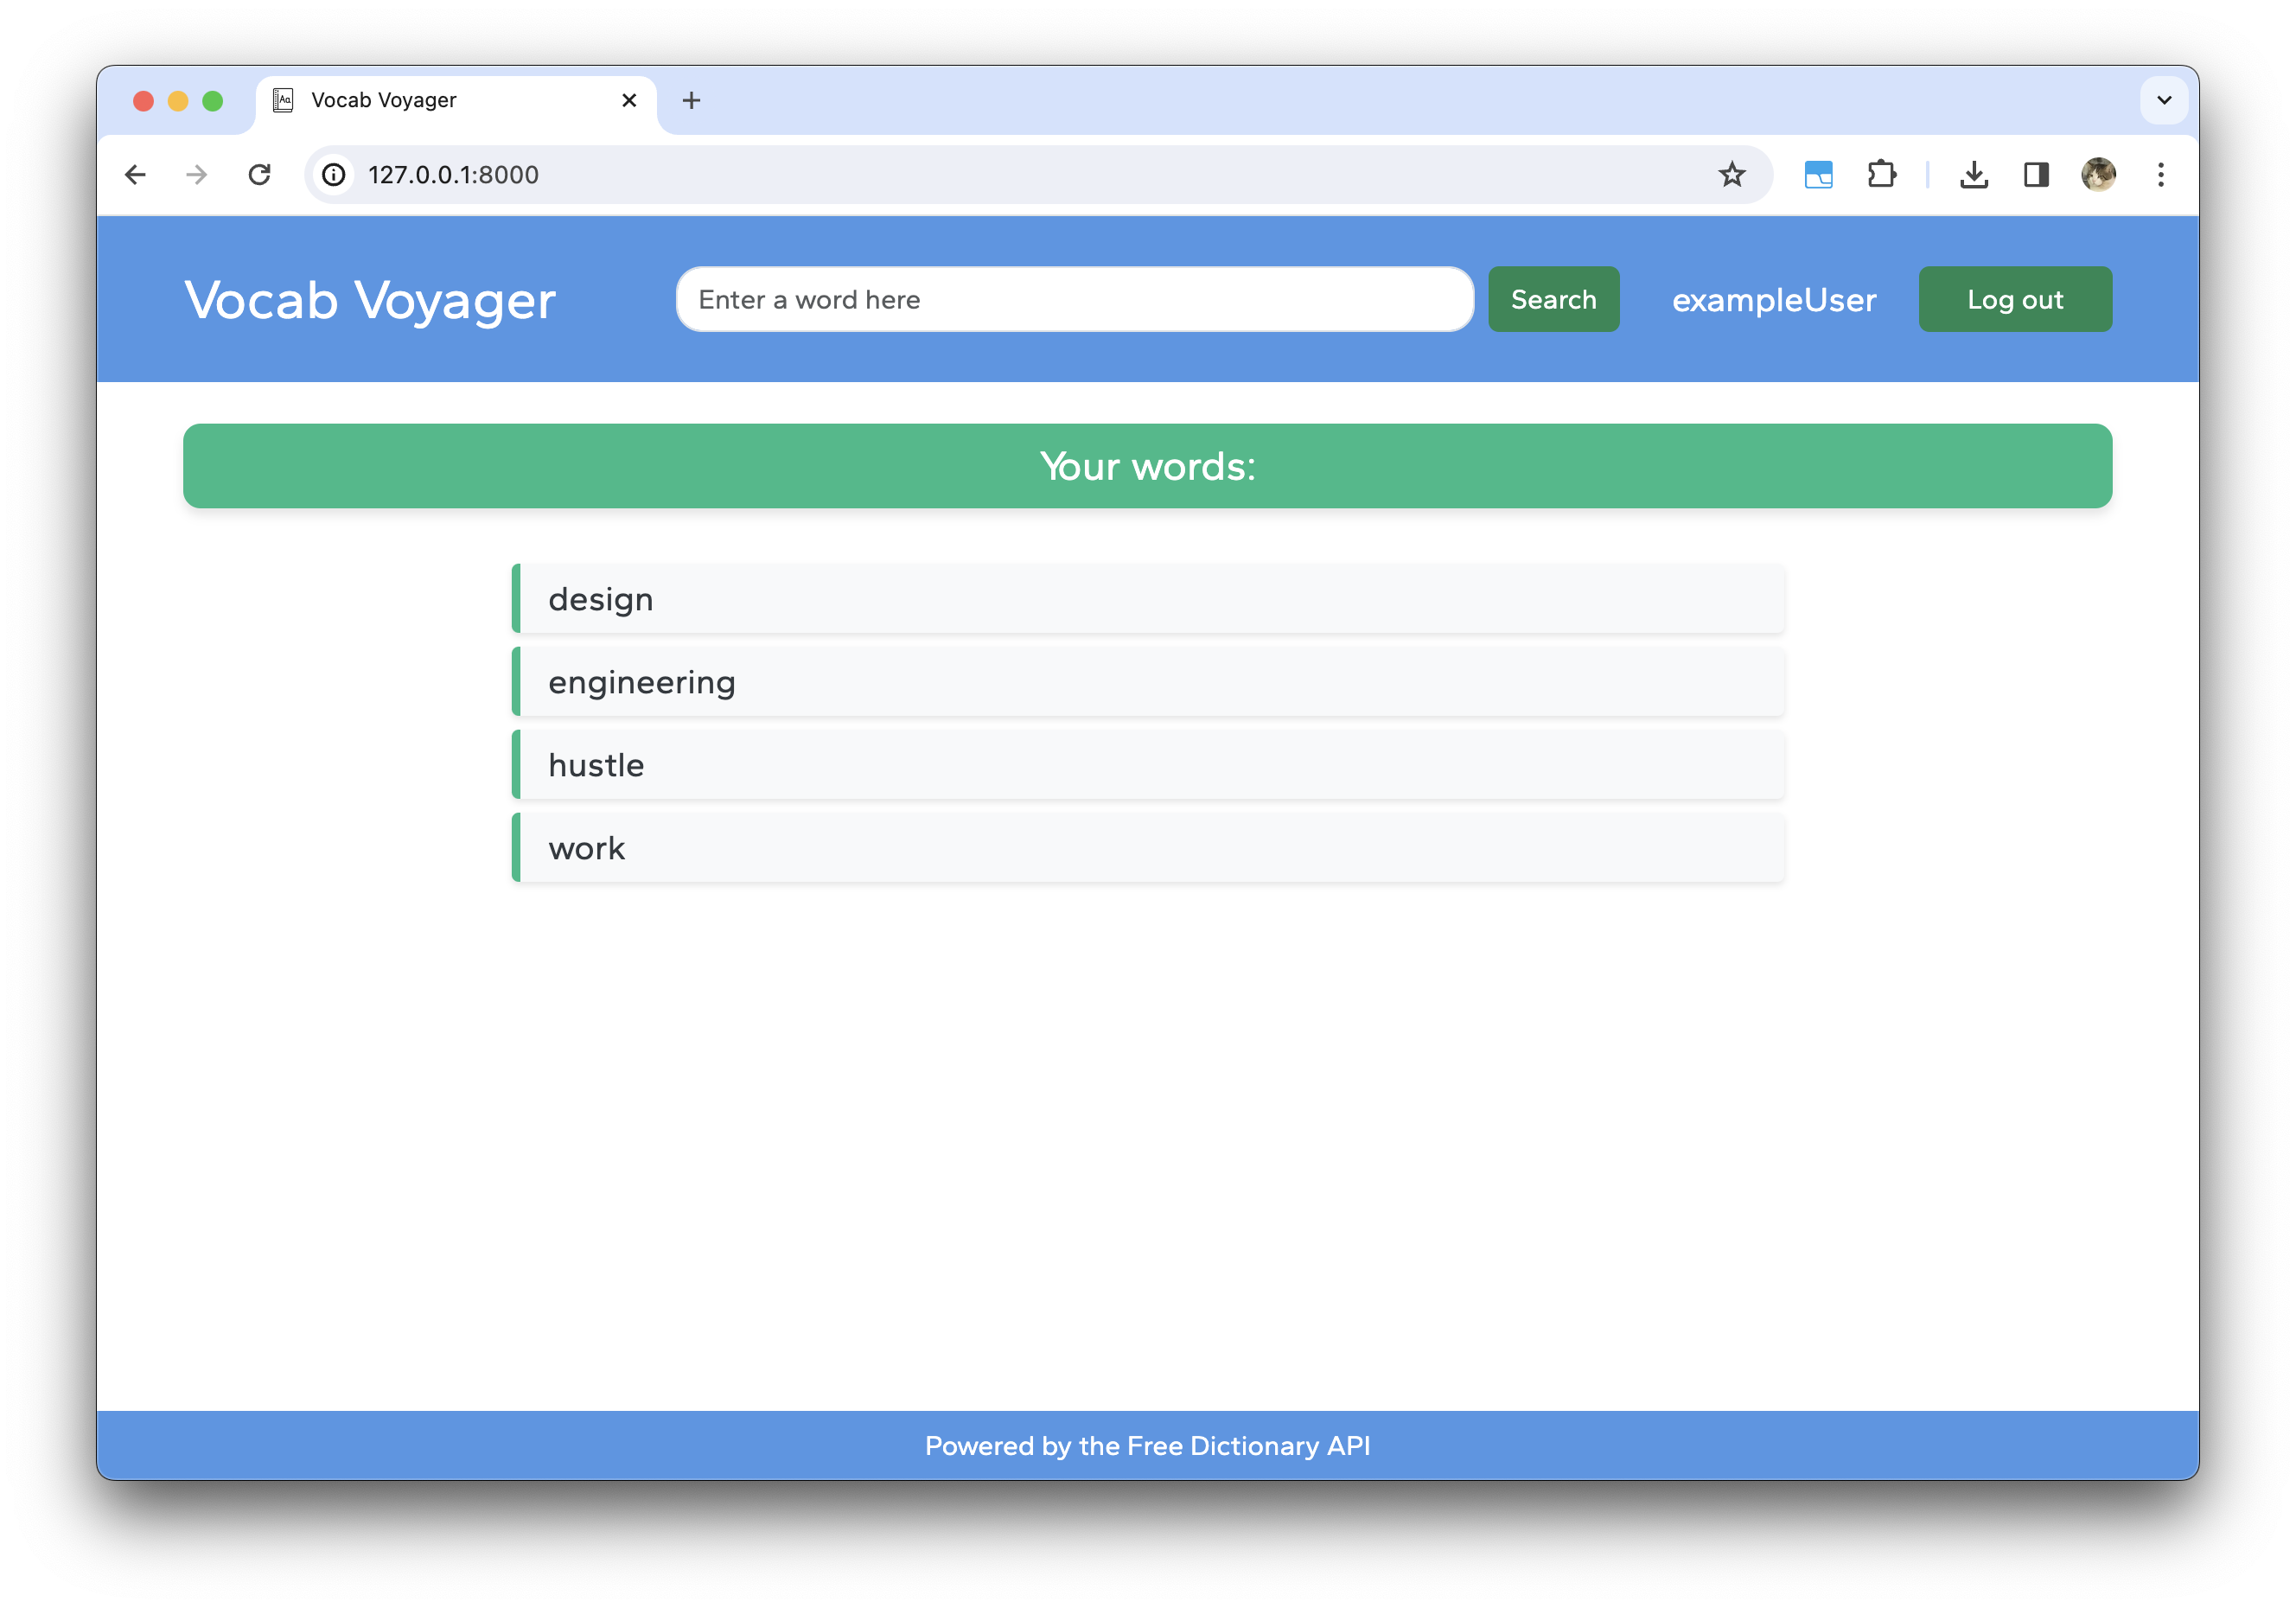 Vocab Voyager
127.0.0.1:8000
Vocab Voyager
Enter a word here
Search
exampleUser
Log out
Your words:
design
engineering
hustle
work
Powered by the Free Dictionary API